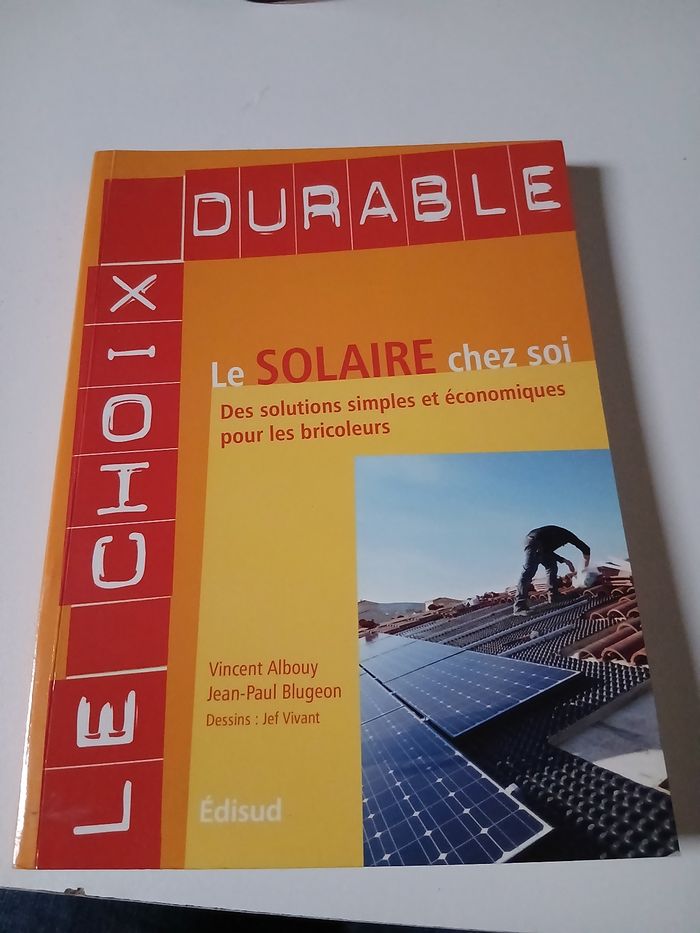 LE CHOIX
DURABLE
Le SOLAIRE chez soi
Des solutions simples et économiques
pour les bricoleurs
Vincent Albouy
Jean-Paul Blugeon
Dessins : Jef Vivant
Édisud